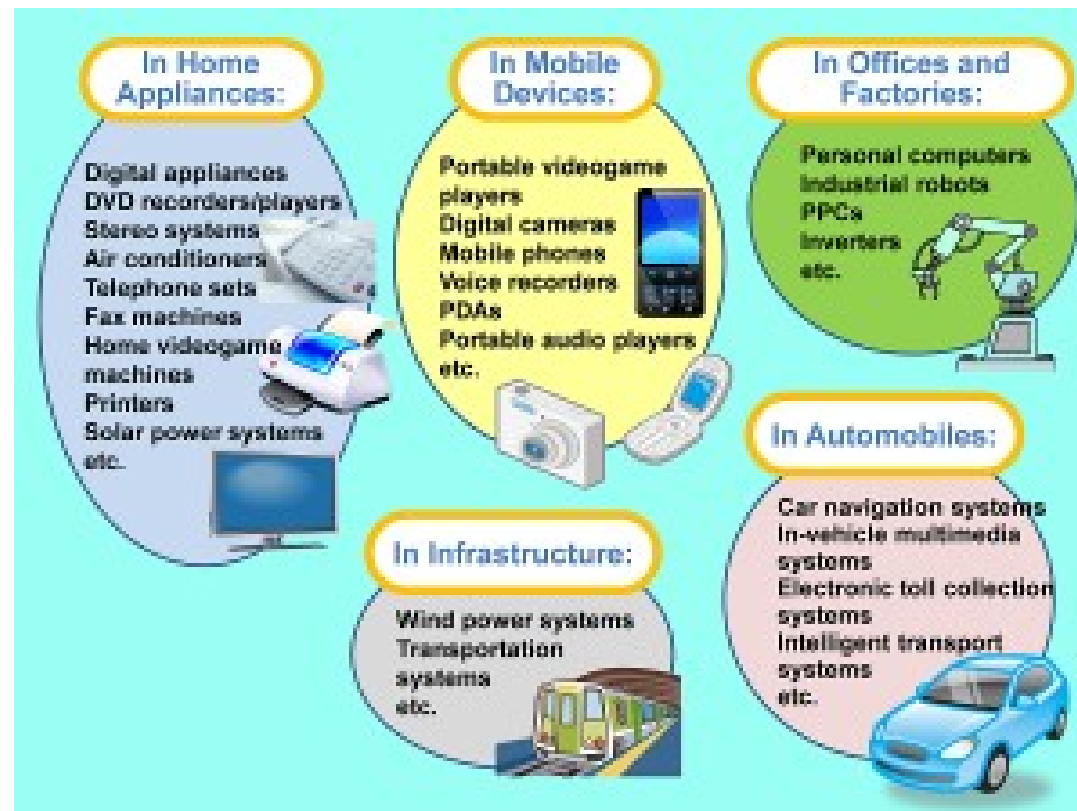 In Home
Appliances:
Digital appliances
DVD recorders/players
Stereo systems
Air conditioners
Telephone sets
Fax machines
Home videogame
machines
Printers
Solar power systems
etc.
In Mobile
Devices:
Portable videogame
players
Digital cameras
Mobile phones
Voice recorders
PDAs
Portable audio players
etc.
In Offices and
Factories:
Personal computers
Industrial robots
PPCs
Inverters
etc.
In Infrastructure:
Wind power systems
Transportation
systems
etc.
In Automobiles:
Car navigation systems
In-vehicle multimedia
systems
Electronic toll collection
systems
Intelligent transport
systems
etc.